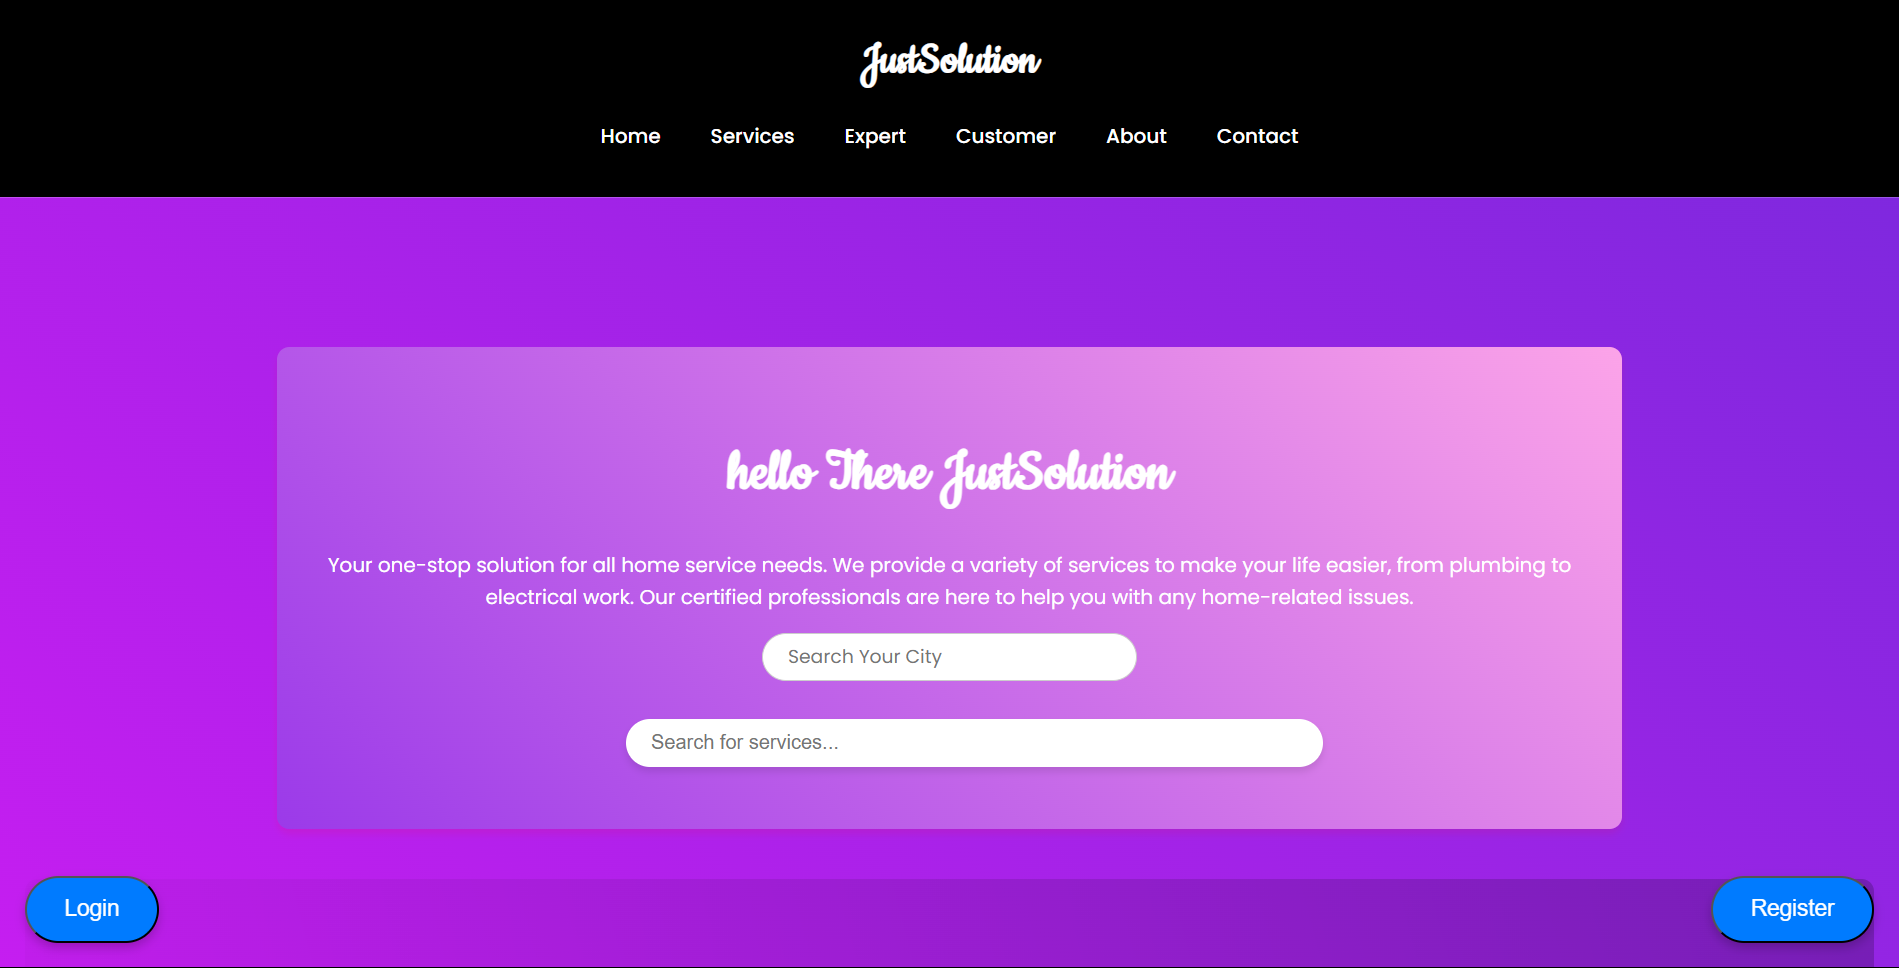 JustSolution
Home Services Expert Customer About Contact
hello There JustSolution
Your one-stop solution for all home service needs. We provide a variety of services to make your life easier, from plumbing to
electrical work. Our certified professionals are here to help you with any home-related issues.
Search Your City
Search for services...
Login Register